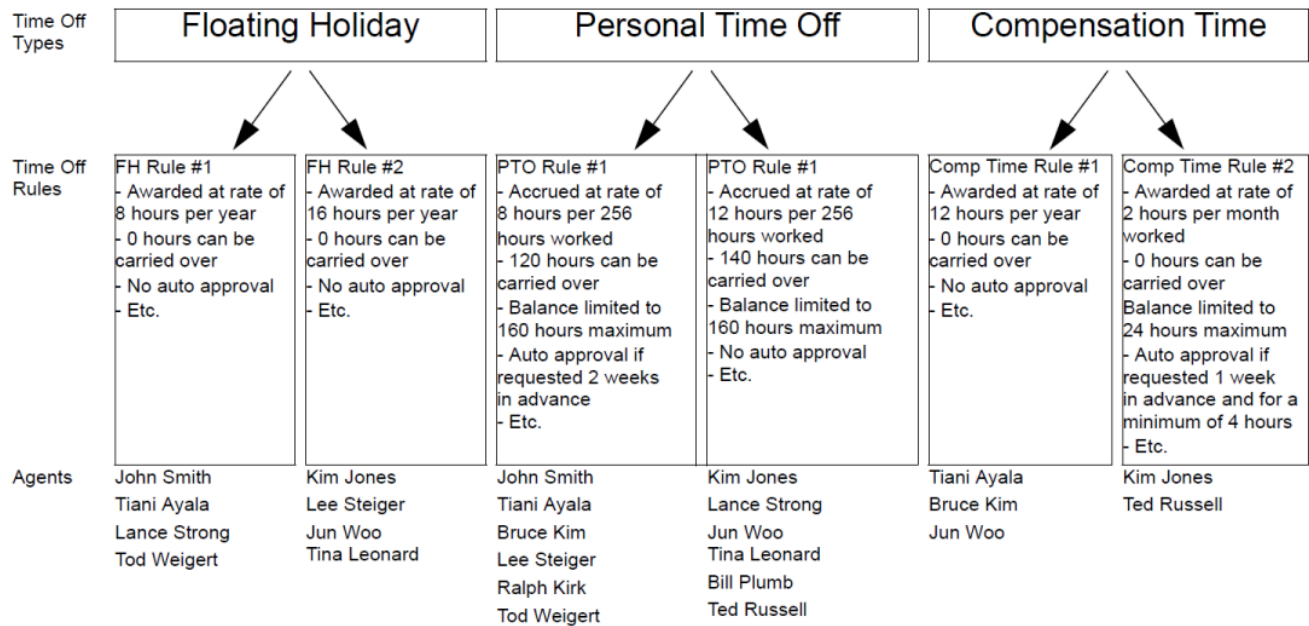 Time Off
Types
Floating Holiday
Personal Time Off
Compensation Time
Time Off
Rules
FH Rule #1
- Awarded at rate of
8 hours per year
- 0 hours can be
carried over
- No auto approval
- Etc.
FH Rule #2
- Awarded at rate of
16 hours per year
- 0 hours can be
carried over
- No auto approval
- Etc.
PTO Rule #1
- Accrued at rate of
8 hours per 256
hours worked
- 120 hours can be
carried over
- Balance limited to
160 hours maximum
- Auto approval if
requested 2 weeks
in advance
- Etc.
PTO Rule #1
- Accrued at rate of
12 hours per 256
hours worked
- 140 hours can be
carried over
- Balance limited to
160 hours maximum
- No auto approval
- Etc.
Comp Time Rule #1
- Awarded at rate of
12 hours per year
- 0 hours can be
carried over
- No auto approval
- Etc.
Comp Time Rule #2
- Awarded at rate of
2 hours per month
worked
- 0 hours can be
carried over
Balance limited to
24 hours maximum
- Auto approval if
requested 1 week
in advance and for a
minimum of 4 hours
- Etc.
Agents
John Smith
Tiani Ayala
Lance Strong
Tod Weigert
Kim Jones
Lee Steiger
Jun Woo
Tina Leonard
John Smith
Tiani Ayala
Bruce Kim
Lee Steiger
Ralph Kirk
Tod Weigert
Kim Jones
Lance Strong
Jun Woo
Tina Leonard
Bill Plumb
Ted Russell
Tiani Ayala
Bruce Kim
Jun Woo
Kim Jones
Ted Russell